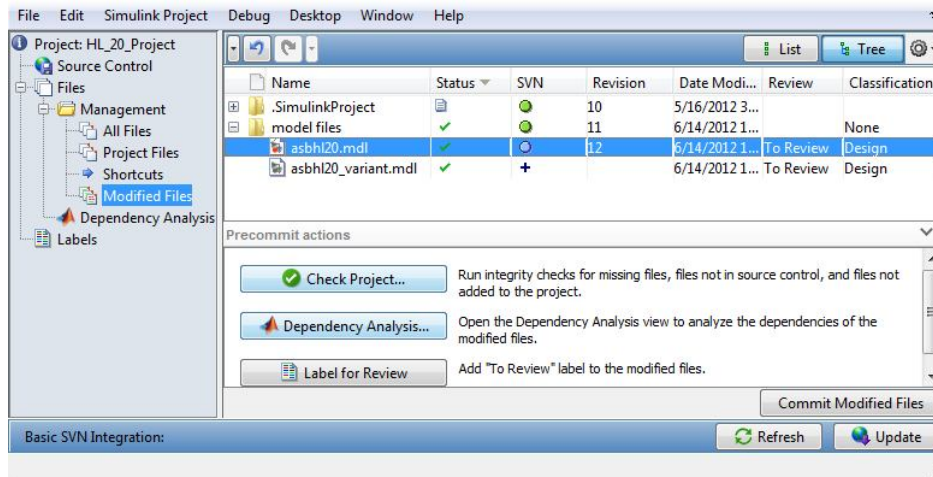 File Edit Simulink Project Debug Desktop Window Help
Project: HL_20_Project
Source Control
Files
Management
All Files
Project Files
Shortcuts
Modified Files
Dependency Analysis
Labels
List Tree
Name Status SVN Revision Date Modi... Review Classification
.SimulinkProject 10 5/16/2012 3...
model files 11 6/14/2012 1... None
asbhl20.mdl 12 6/14/2012 1... To Review Design
asbhl20_variant.mdl 6/14/2012 1... To Review Design
Precommit actions
Check Project... Run integrity checks for missing files, files not in source control, and files not
added to the project.
Dependency Analysis... Open the Dependency Analysis view to analyze the dependencies of the
modified files.
Label for Review Add "To Review" label to the modified files.
Commit Modified Files
Basic SVN Integration: Refresh Update